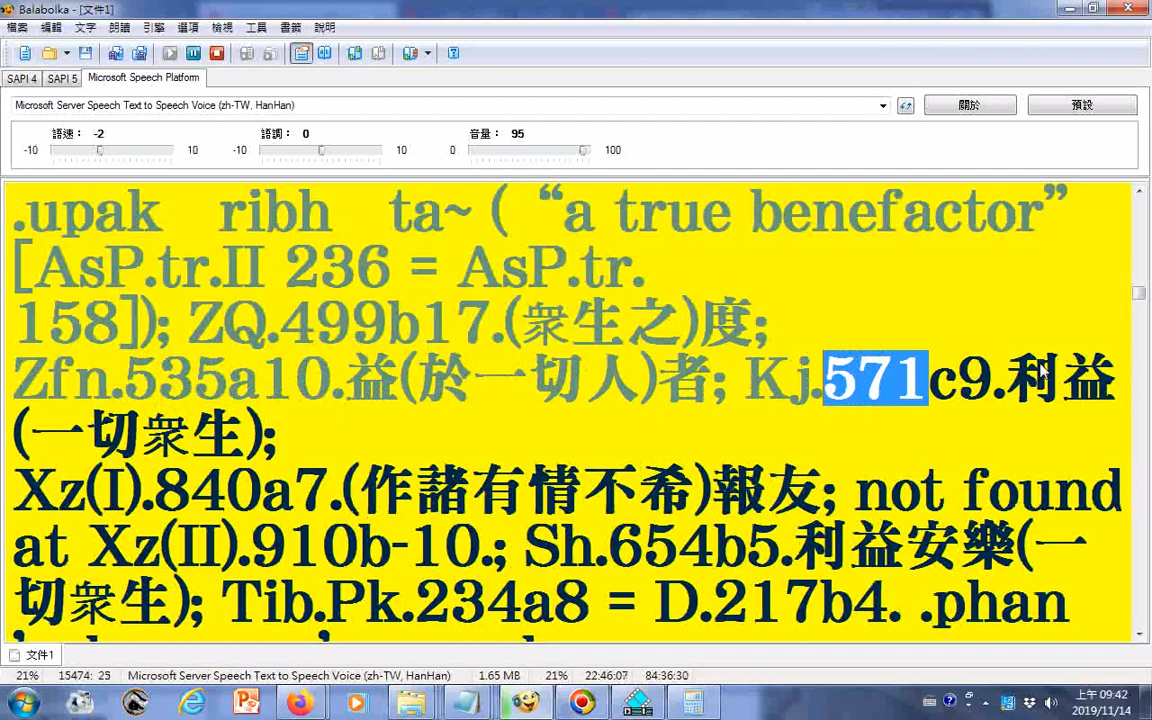 Balabolka - [文件1]
檔案 編輯 文字 朗讀 引擎 選項 檢視 工具 書籤 說明
SAPI 4 SAPI 5 Microsoft Speech Platform
Microsoft Server Speech Text to Speech Voice (zh-TW, HanHan) 關於 預設
語速： -2 語調： 0 音量： 95
-10 10 -10 10 0 100
.upak ribh ta~ ( “a true benefactor”
[AsP.tr.II 236 = AsP.tr.
158]); ZQ.499b17.(衆生之)度;
Zfn.535a10.益(於一切人)者; Kj.571c9.利益
(一切衆生);
Xz(I).840a7.(作諸有情不希)報友; not found
at Xz(II).910b-10.; Sh.654b5.利益安樂(一
切衆生); Tib.Pk.234a8 = D.217b4. .phan
文件1
21% 15474: 25 Microsoft Server Speech Text to Speech Voice (zh-TW, HanHan) 1.65 MB 21% 22:46:07 84:36:30
上午 09:42
2019/11/14